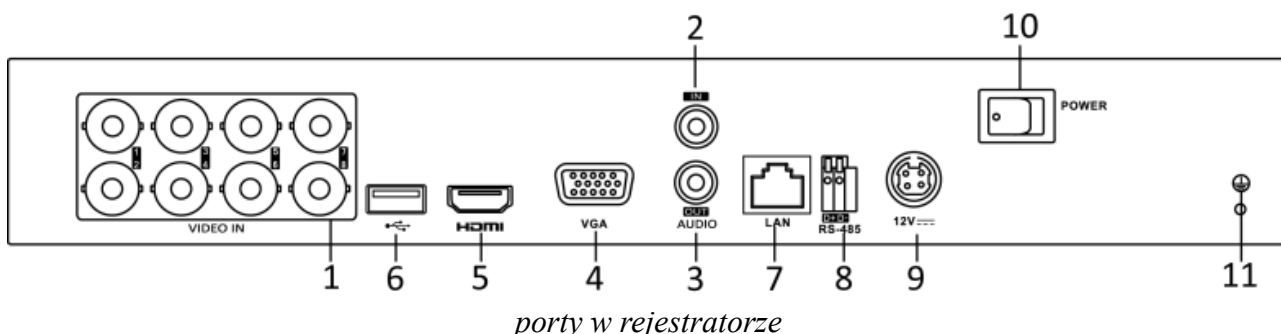 2 10
IN
POWER
1 2 3 4 5 6 7 8
VIDEO IN HDMI VGA OUT AUDIO LAN D+ D- RS-485 12V
1 6 5 4 3 7 8 9 11
porty w rejestratorze